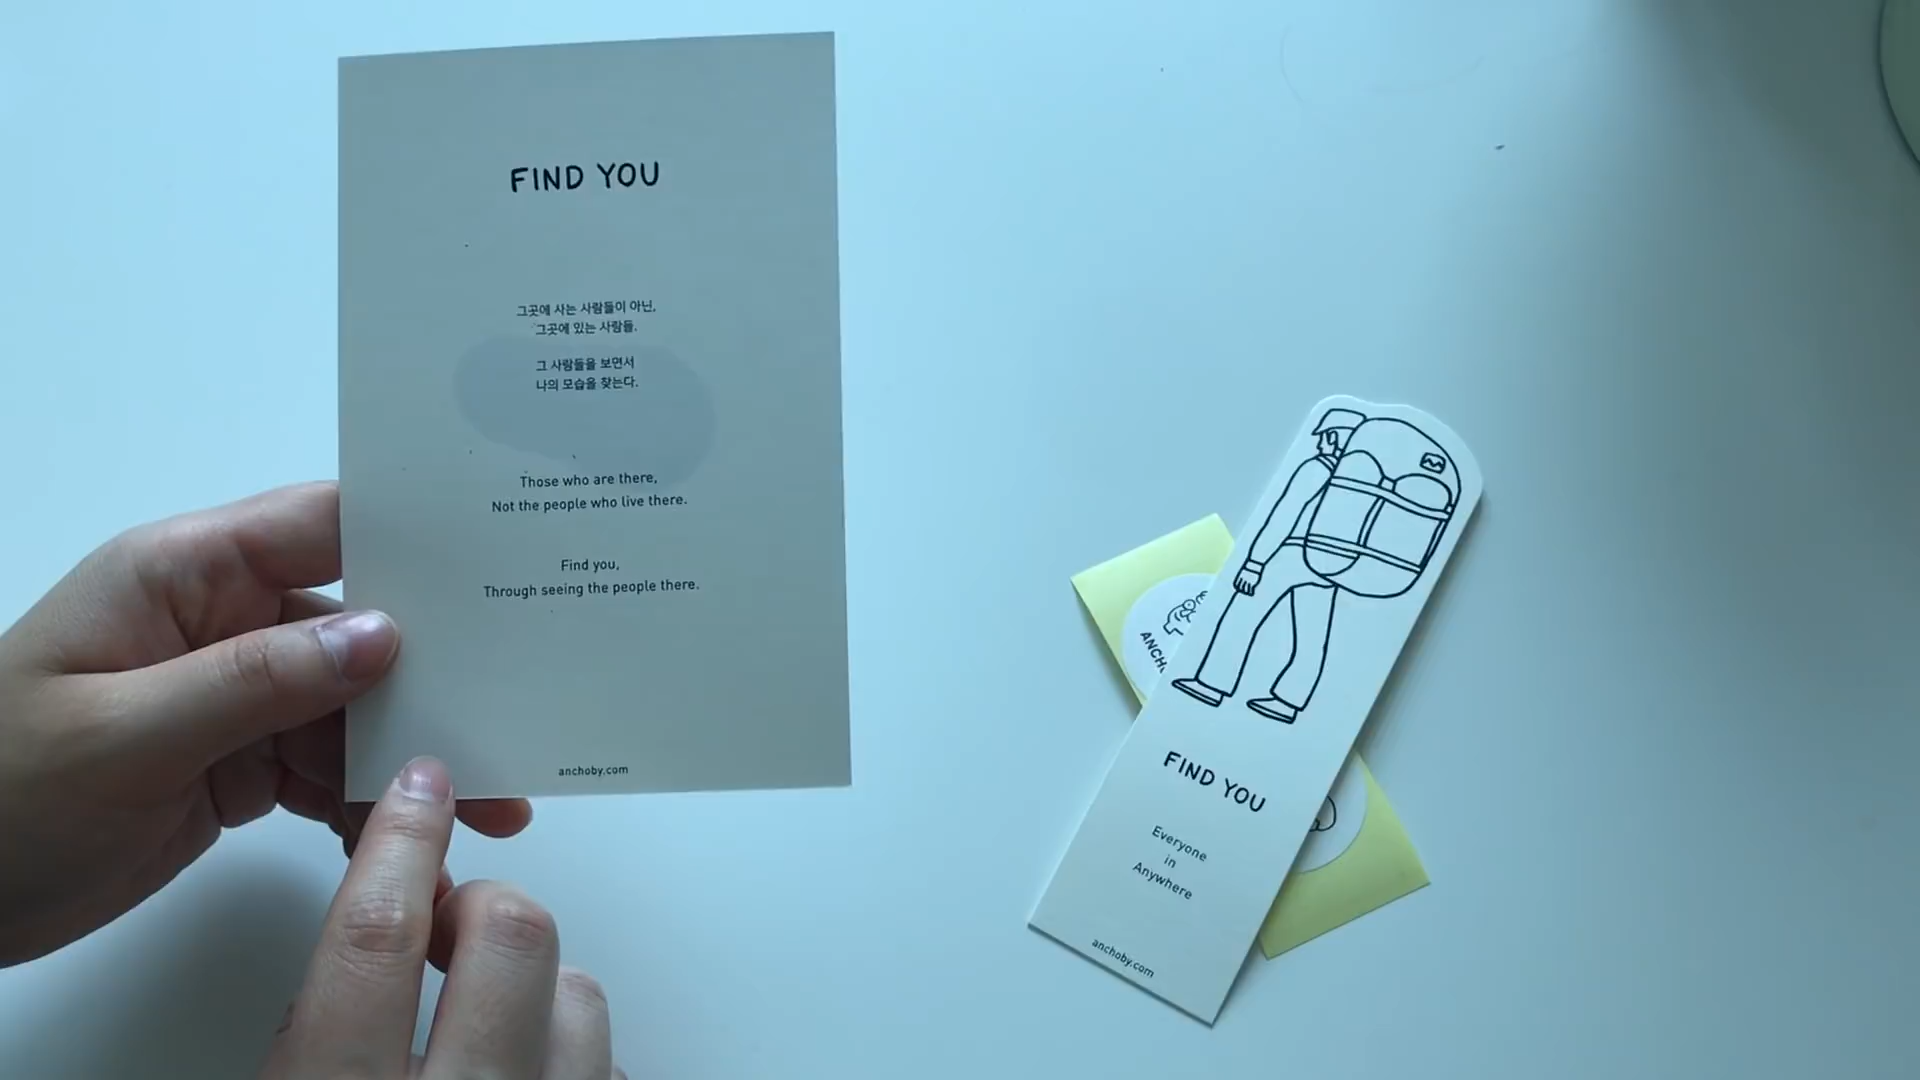 FIND YOU
그곳에 사는 사람들이 아닌,
그곳에 있는 사람들.
그 사람들을 보면서
나의 모습을 찾는다.
Those who are there,
Not the people who live there.
Find you,
Through seeing the people there.
anchoby.com
FIND YOU
Everyone
in
Anywhere
anchoby.com